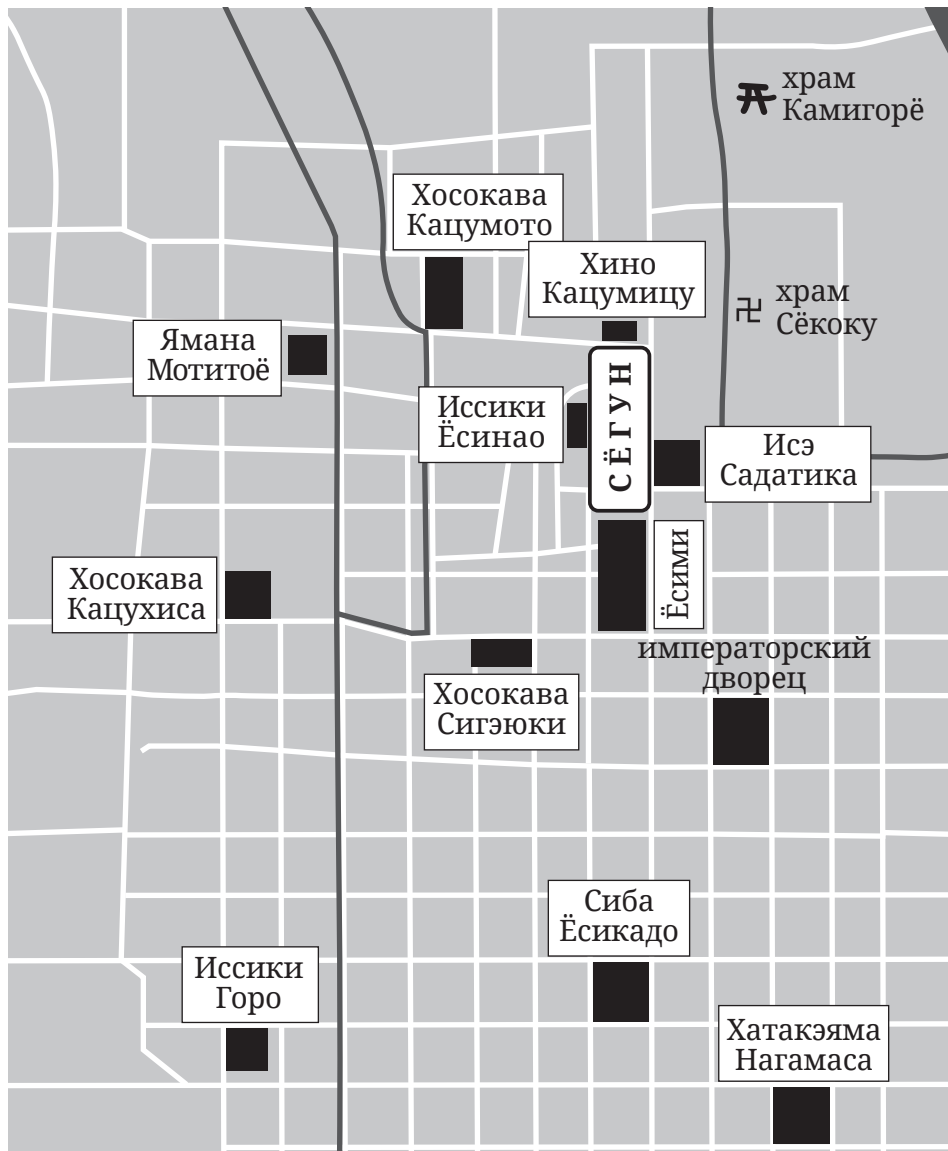 храм
Камигорё
Хосокава
Кацумото
Хино
Кацумицу
храм
Сёкоку
Ямана
Мотитоё
Иссики
Ёсинао
СЁГУН
Исэ
Садатика
Хосокава
Кацухиса
Ёсими
императорский
дворец
Хосокава
Сигэюки
Сиба
Ёсикадо
Иссики
Горо
Хатакэяма
Нагамаса